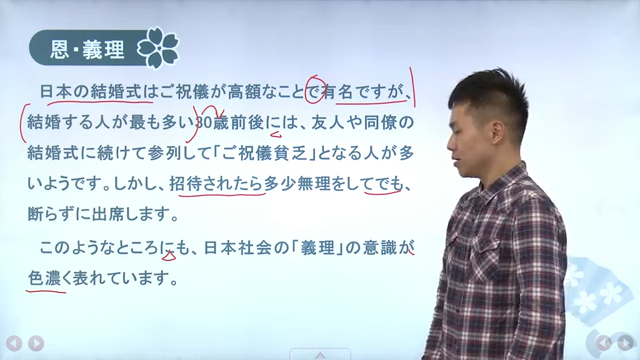 恩・義理
日本の結婚式はご祝儀が高額なことで有名ですが、
結婚する人が最も多い30歳前後には、友人や同僚の
結婚式に続けて参列して「ご祝儀貧乏」となる人が多
いようです。しかし、招待されたら多少無理をしてでも、
断らずに出席します。
このようなところにも、日本社会の「義理」の意識が
色濃く表れています。